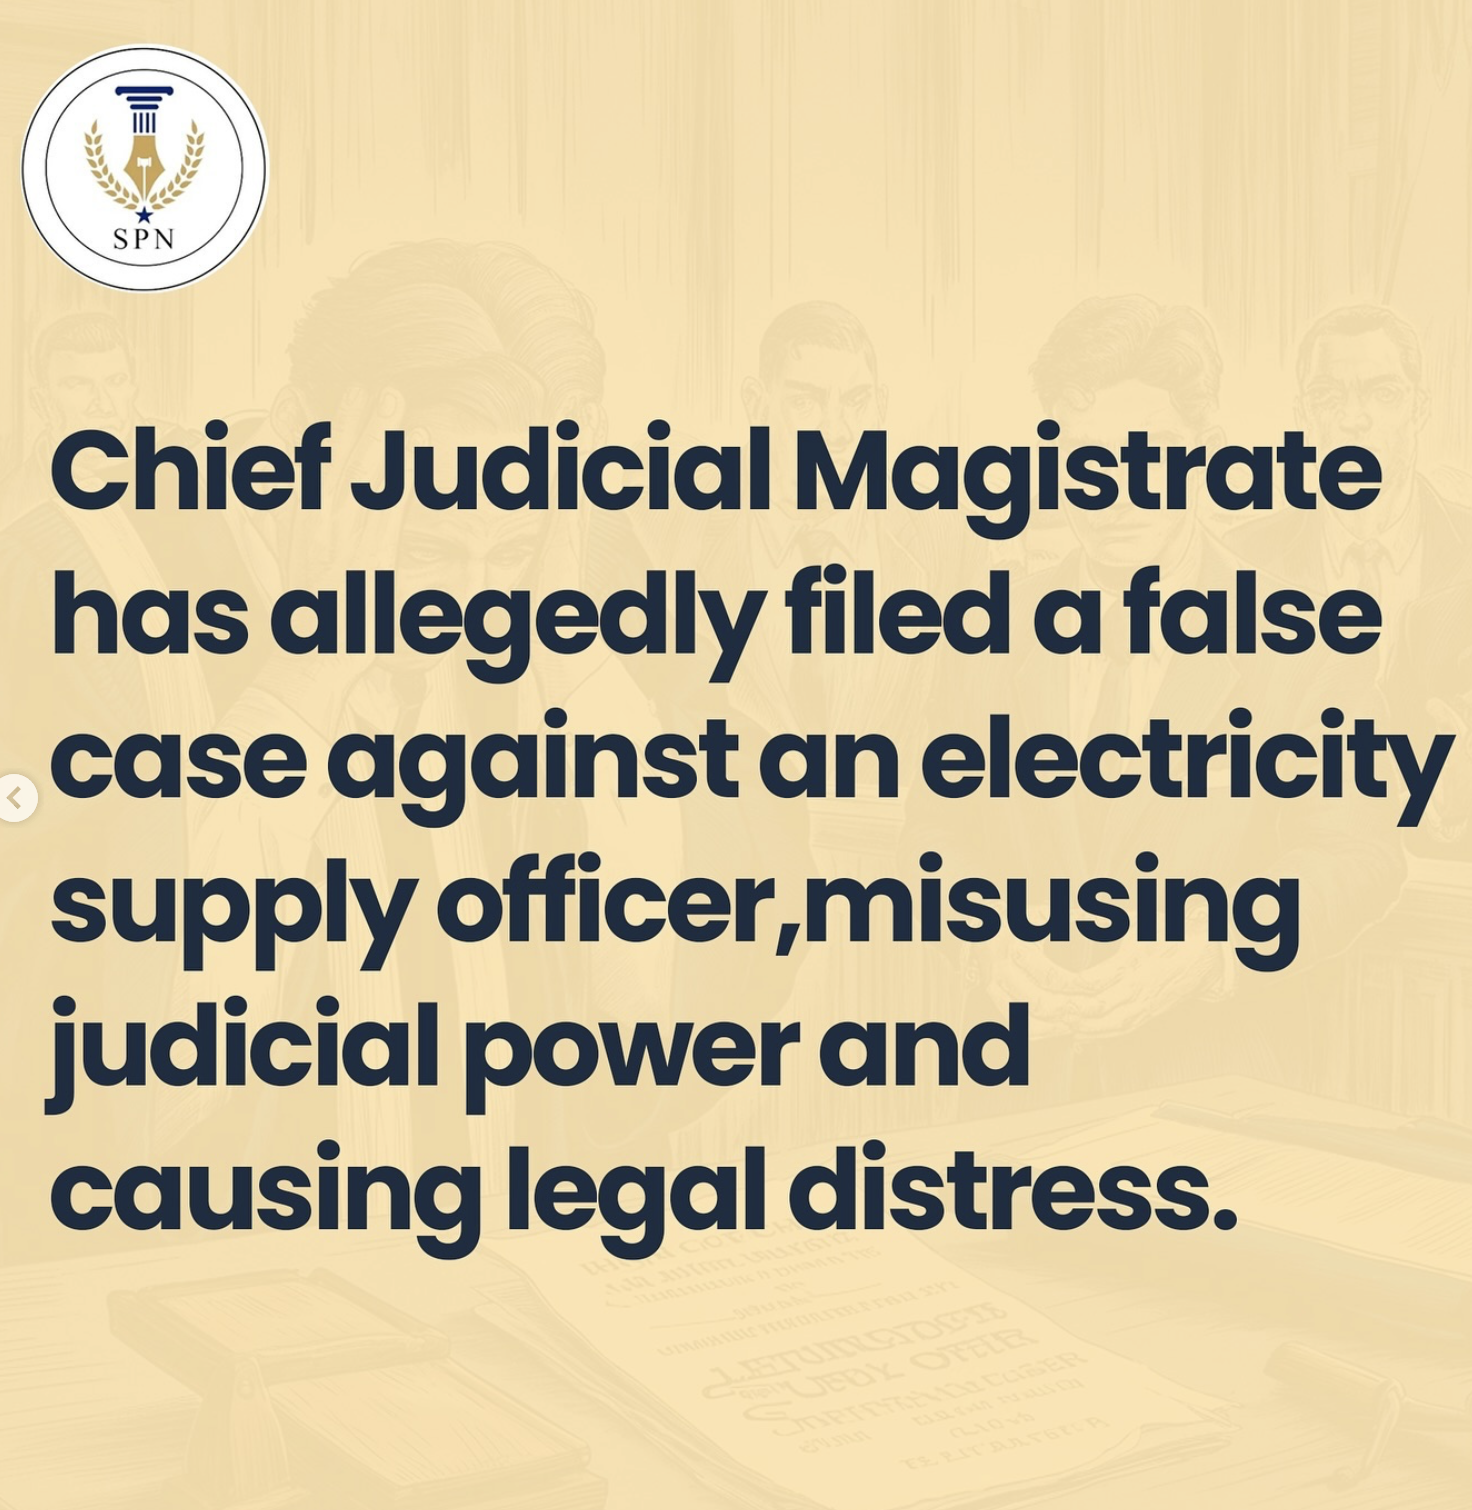 SPN
Chief Judicial Magistrate
has allegedly filed a false
case against an electricity
supply officer,misusing
judicial power and
causing legal distress.